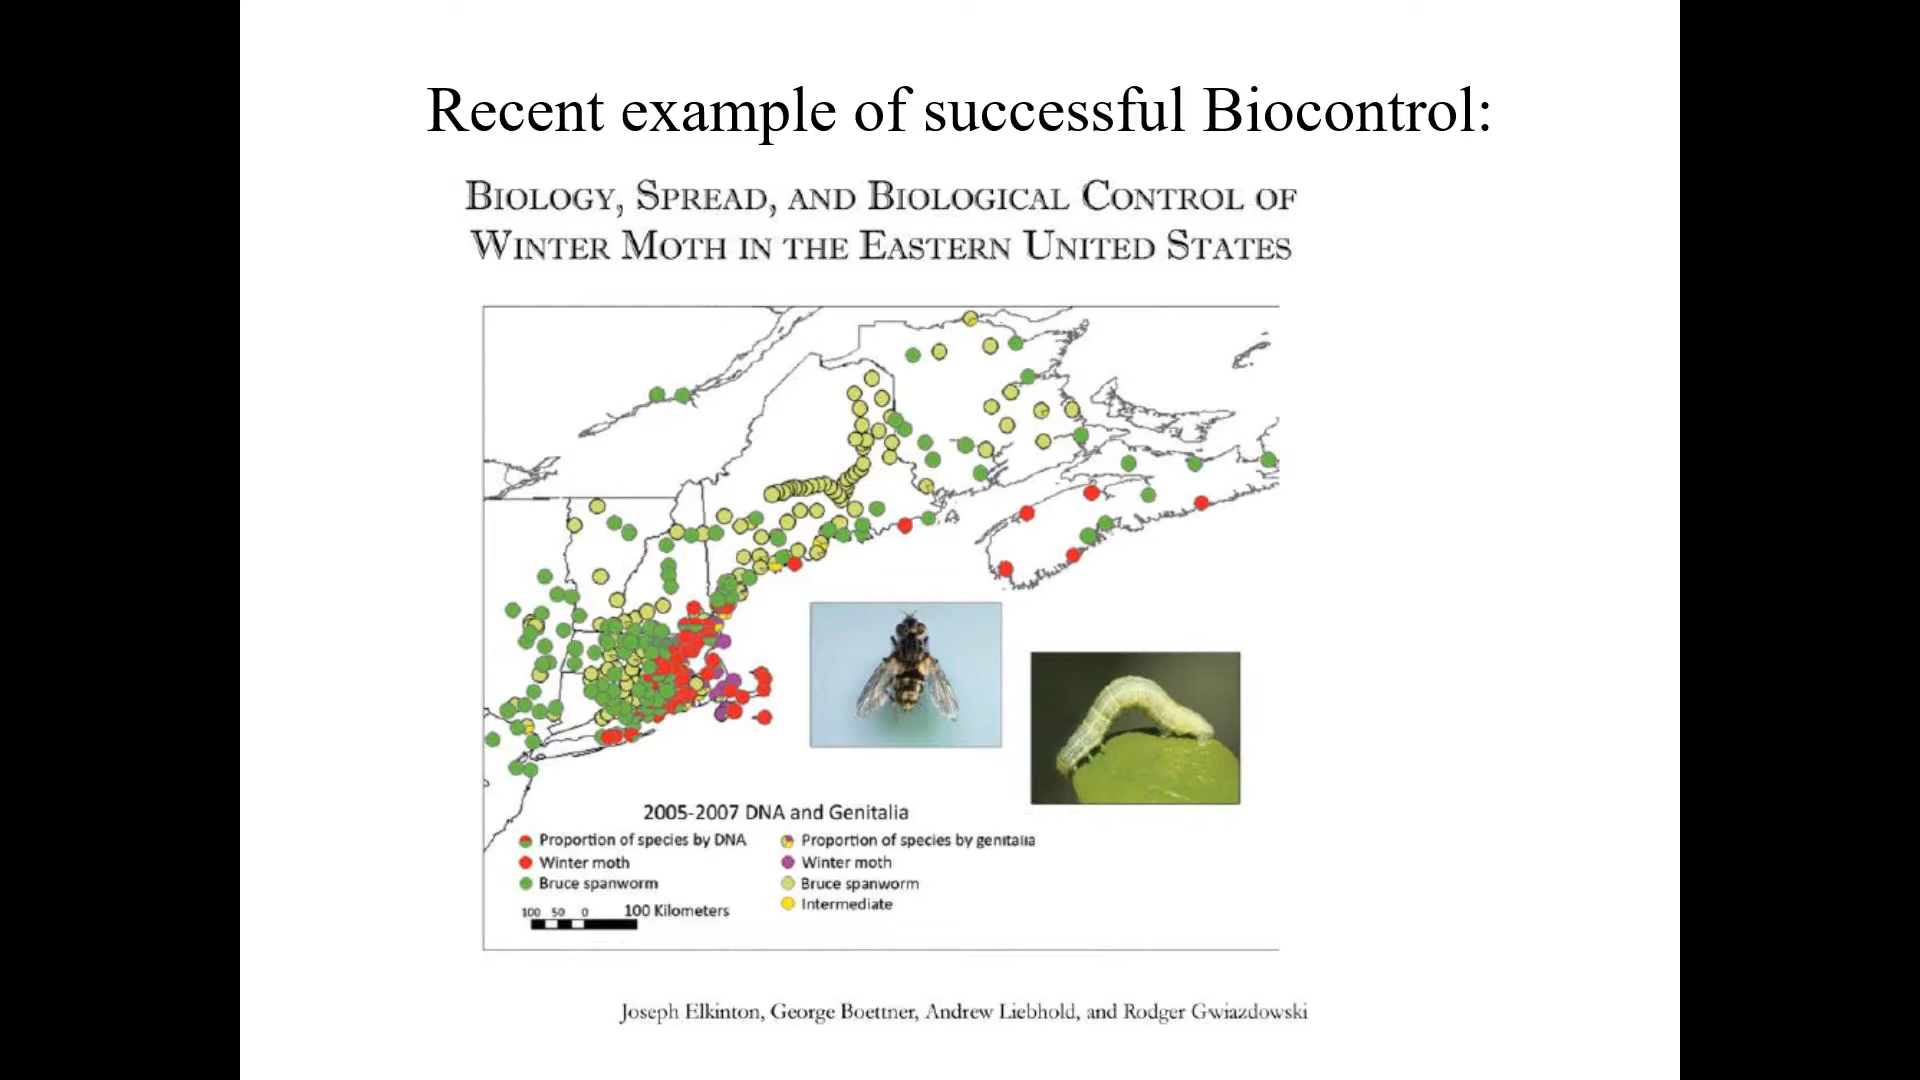 Recent example of successful Biocontrol:
Biology, Spread, and Biological Control of
Winter Moth in the Eastern United States
2005-2007 DNA and Genitalia
Proportion of species by DNA
Winter moth
Bruce spanworm
Proportion of species by genitalia
Winter moth
Bruce spanworm
Intermediate
100 50 0 100 Kilometers
Joseph Elkinton, George Boettner, Andrew Liebhold, and Rodger Gwiazdowski